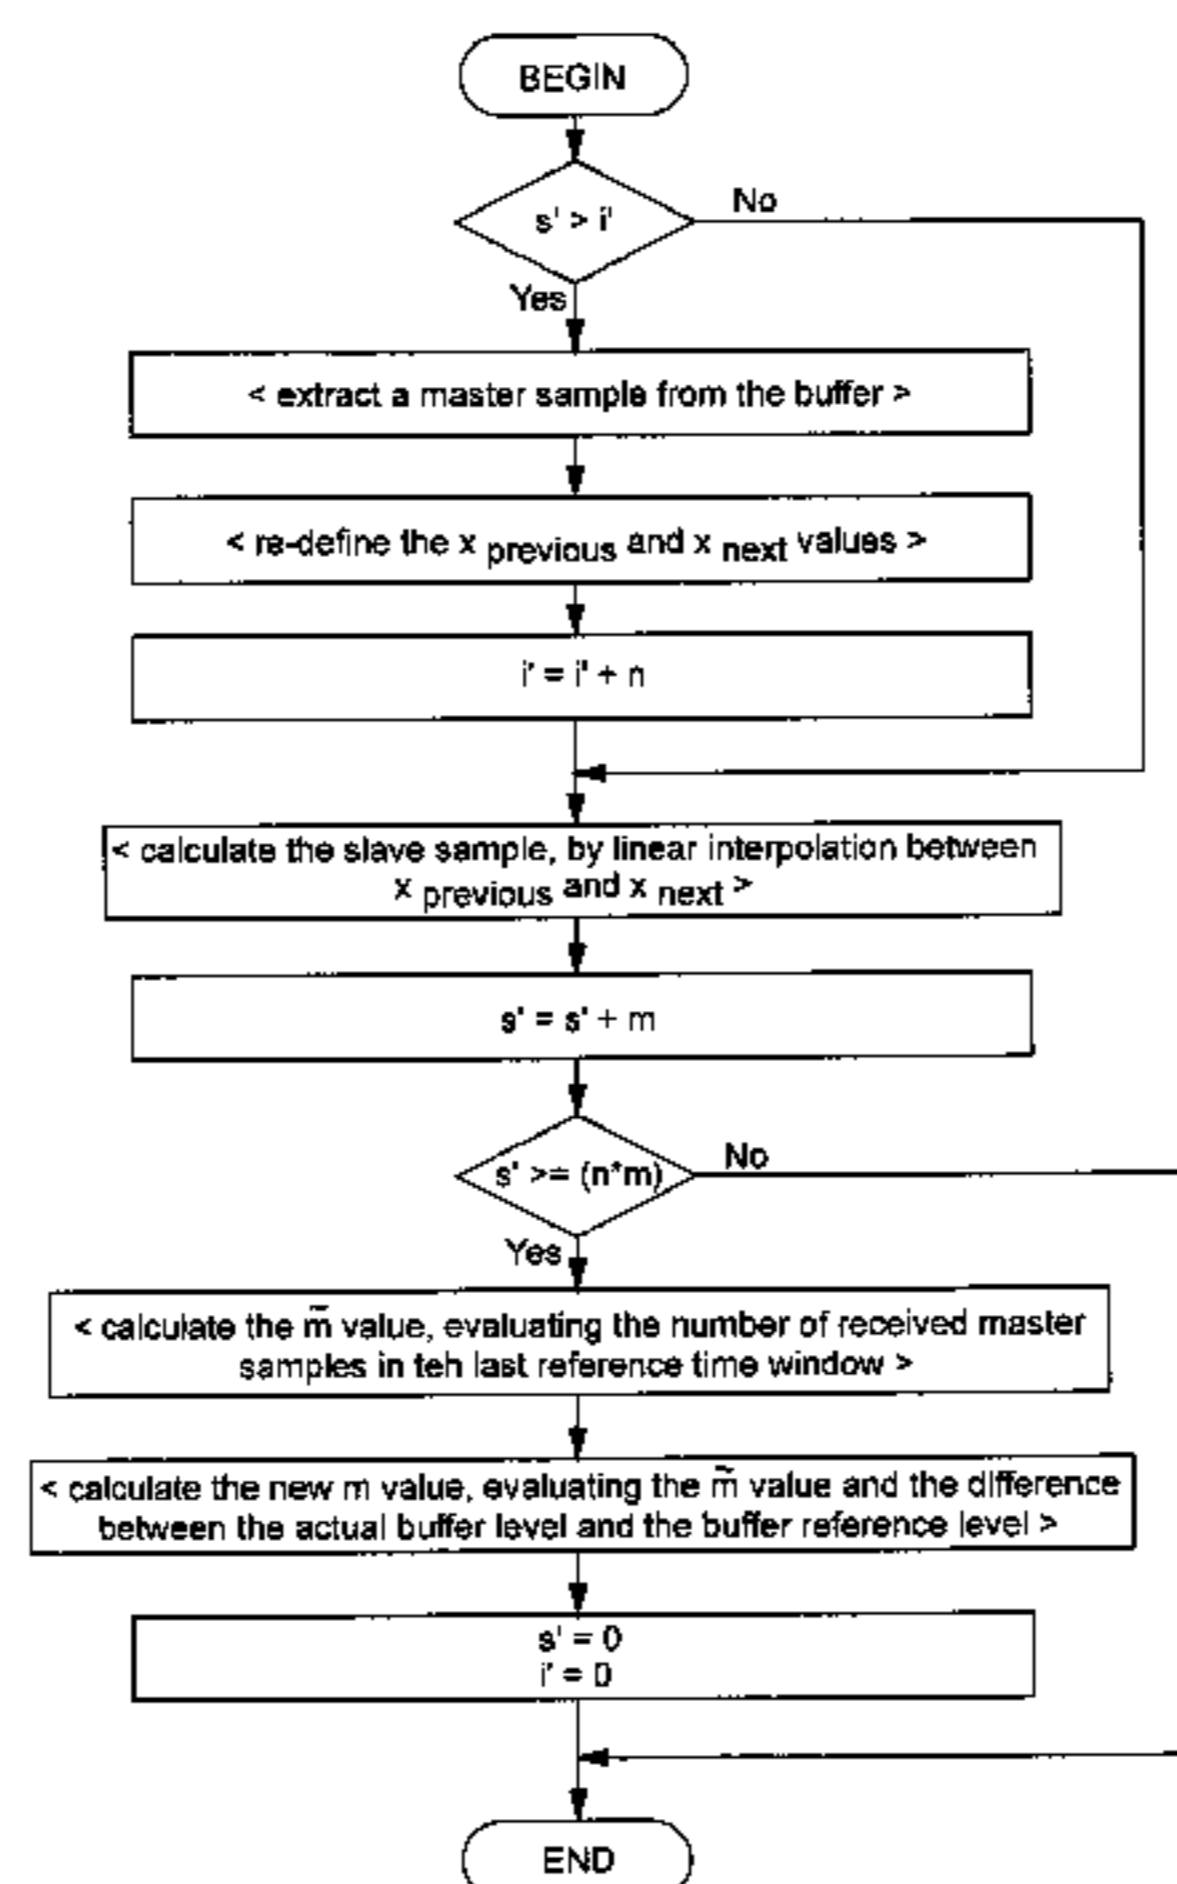 BEGIN
s' > i'
No
Yes
< extract a master sample from the buffer >
< re-define the x previous and x next values >
i' = i' + n
< calculate the slave sample, by linear interpolation between
x previous and x next >
s' = s' + m
s' >= (n*m)
No
Yes
< calculate the m̃ value, evaluating the number of received master
samples in teh last reference time window >
< calculate the new m value, evaluating the m̃ value and the difference
between the actual buffer level and the buffer reference level >
s' = 0
i' = 0
END